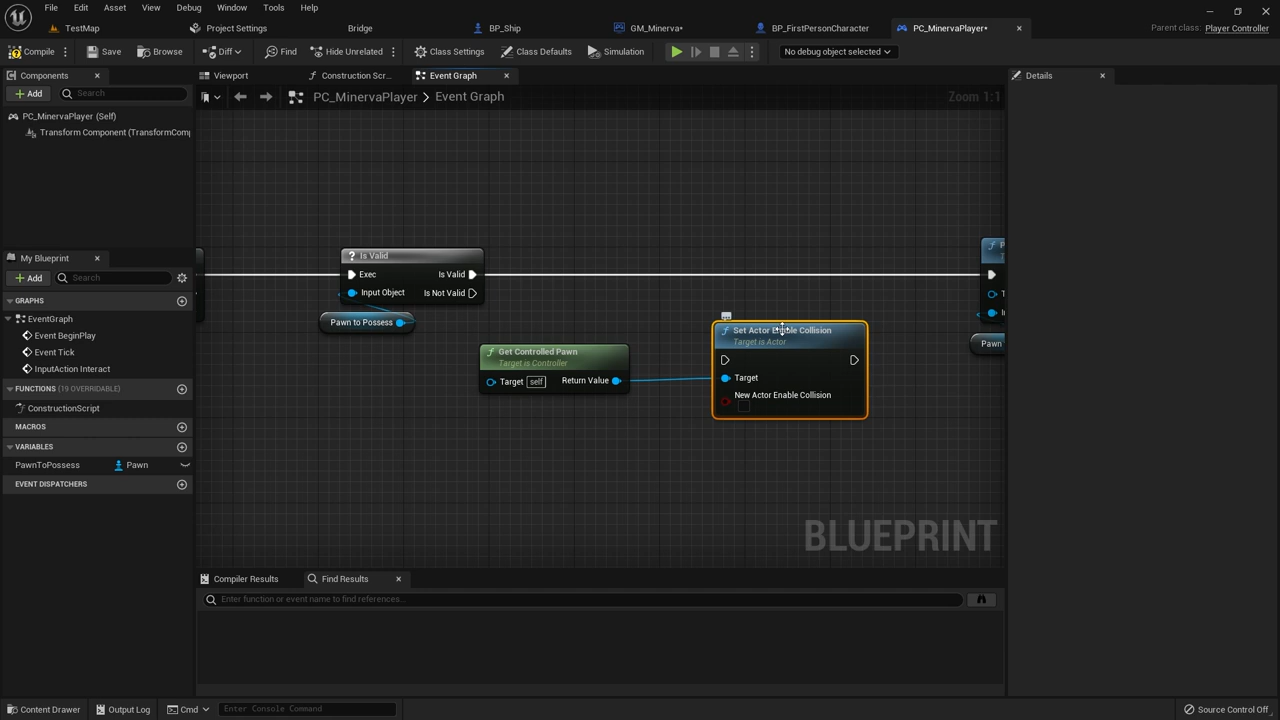 File Edit Asset View Debug Window Tools Help
TestMap Project Settings Bridge BP_Ship GM_Minerva* BP_FirstPersonCharacter PC_MinervaPlayer* Parent class: Player Controller
Compile Save Browse Diff Find Hide Unrelated Class Settings Class Defaults Simulation No debug object selected
Components Viewport Construction Scr... Event Graph Details
Add Search PC_MinervaPlayer > Event Graph Zoom 1:1
PC_MinervaPlayer (Self)
Transform Component (TransformComp
My Blueprint
Add Search
GRAPHS
EventGraph
Event BeginPlay
Event Tick
InputAction Interact
FUNCTIONS (19 OVERRIDABLE)
ConstructionScript
MACROS
VARIABLES
PawnToPossess Pawn
EVENT DISPATCHERS
? Is Valid
Exec Is Valid
Input Object Is Not Valid
Pawn to Possess
f Get Controlled Pawn
Target is Controller
Target self Return Value
f Set Actor Enable Collision
Target is Actor
Target
New Actor Enable Collision
f P
T
T
I
Pawn
BLUEPRINT
Compiler Results Find Results
Enter function or event name to find references...
Content Drawer Output Log Cmd Enter Console Command Source Control Off